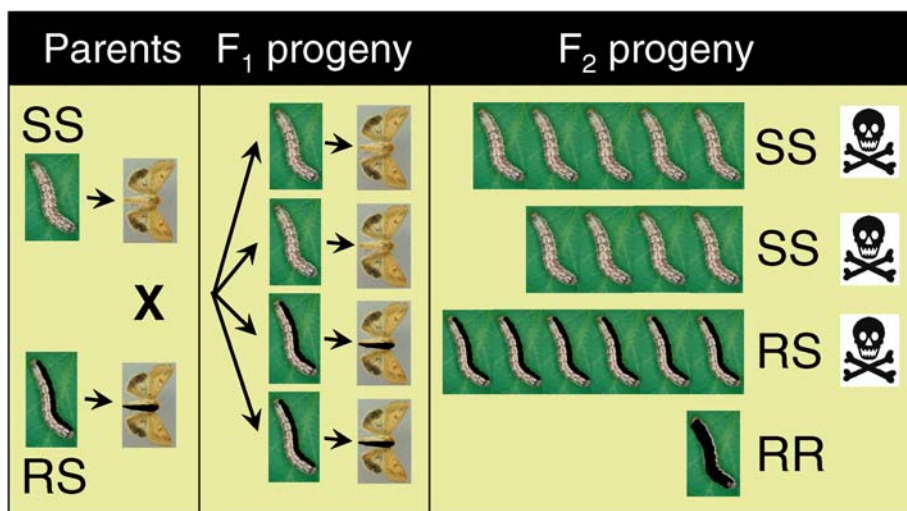 Parents
F₁ progeny
F₂ progeny
SS
X
RS
SS
SS
RS
RR